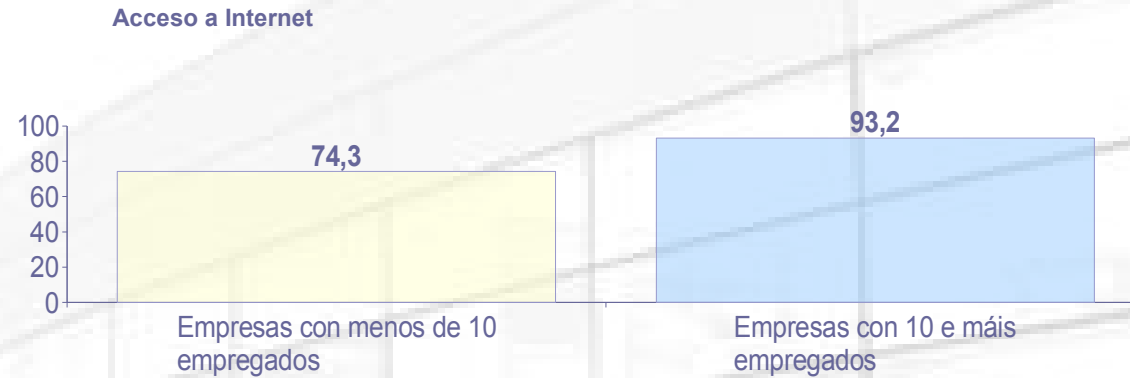 Acceso a Internet
100
80
60
40
20
0
74,3
93,2
Empresas con menos de 10
empregados
Empresas con 10 e máis
empregados